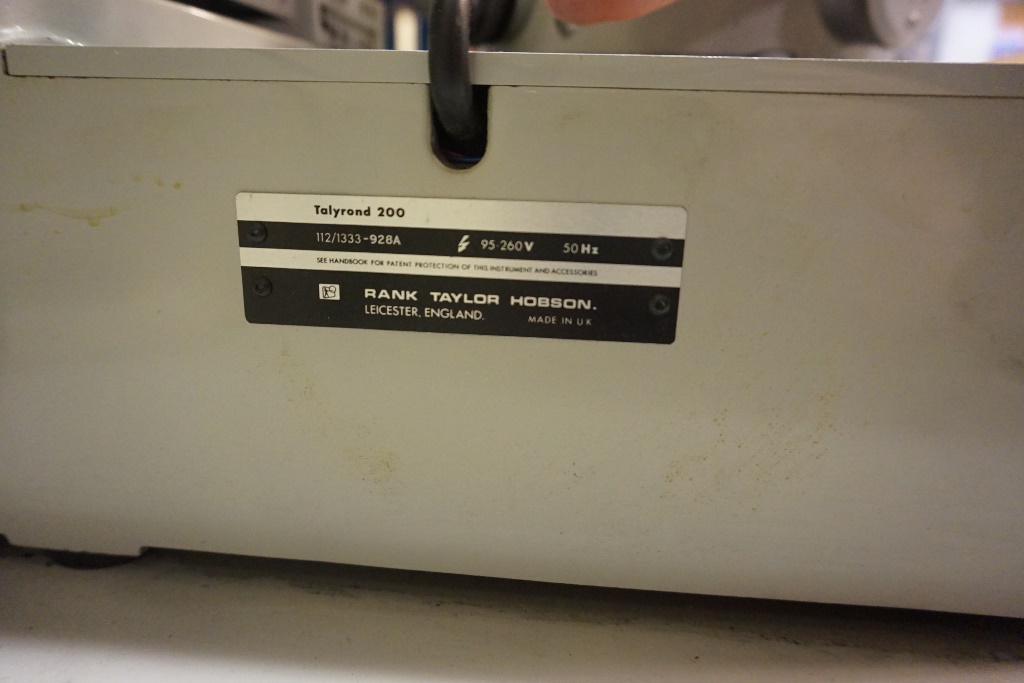 Talyrond 200
112/1333-928A 95-260V 50Hz
SEE HANDBOOK FOR PATENT PROTECTION OF THIS INSTRUMENT AND ACCESSORIES
RANK TAYLOR HOBSON.
LEICESTER, ENGLAND. MADE IN UK